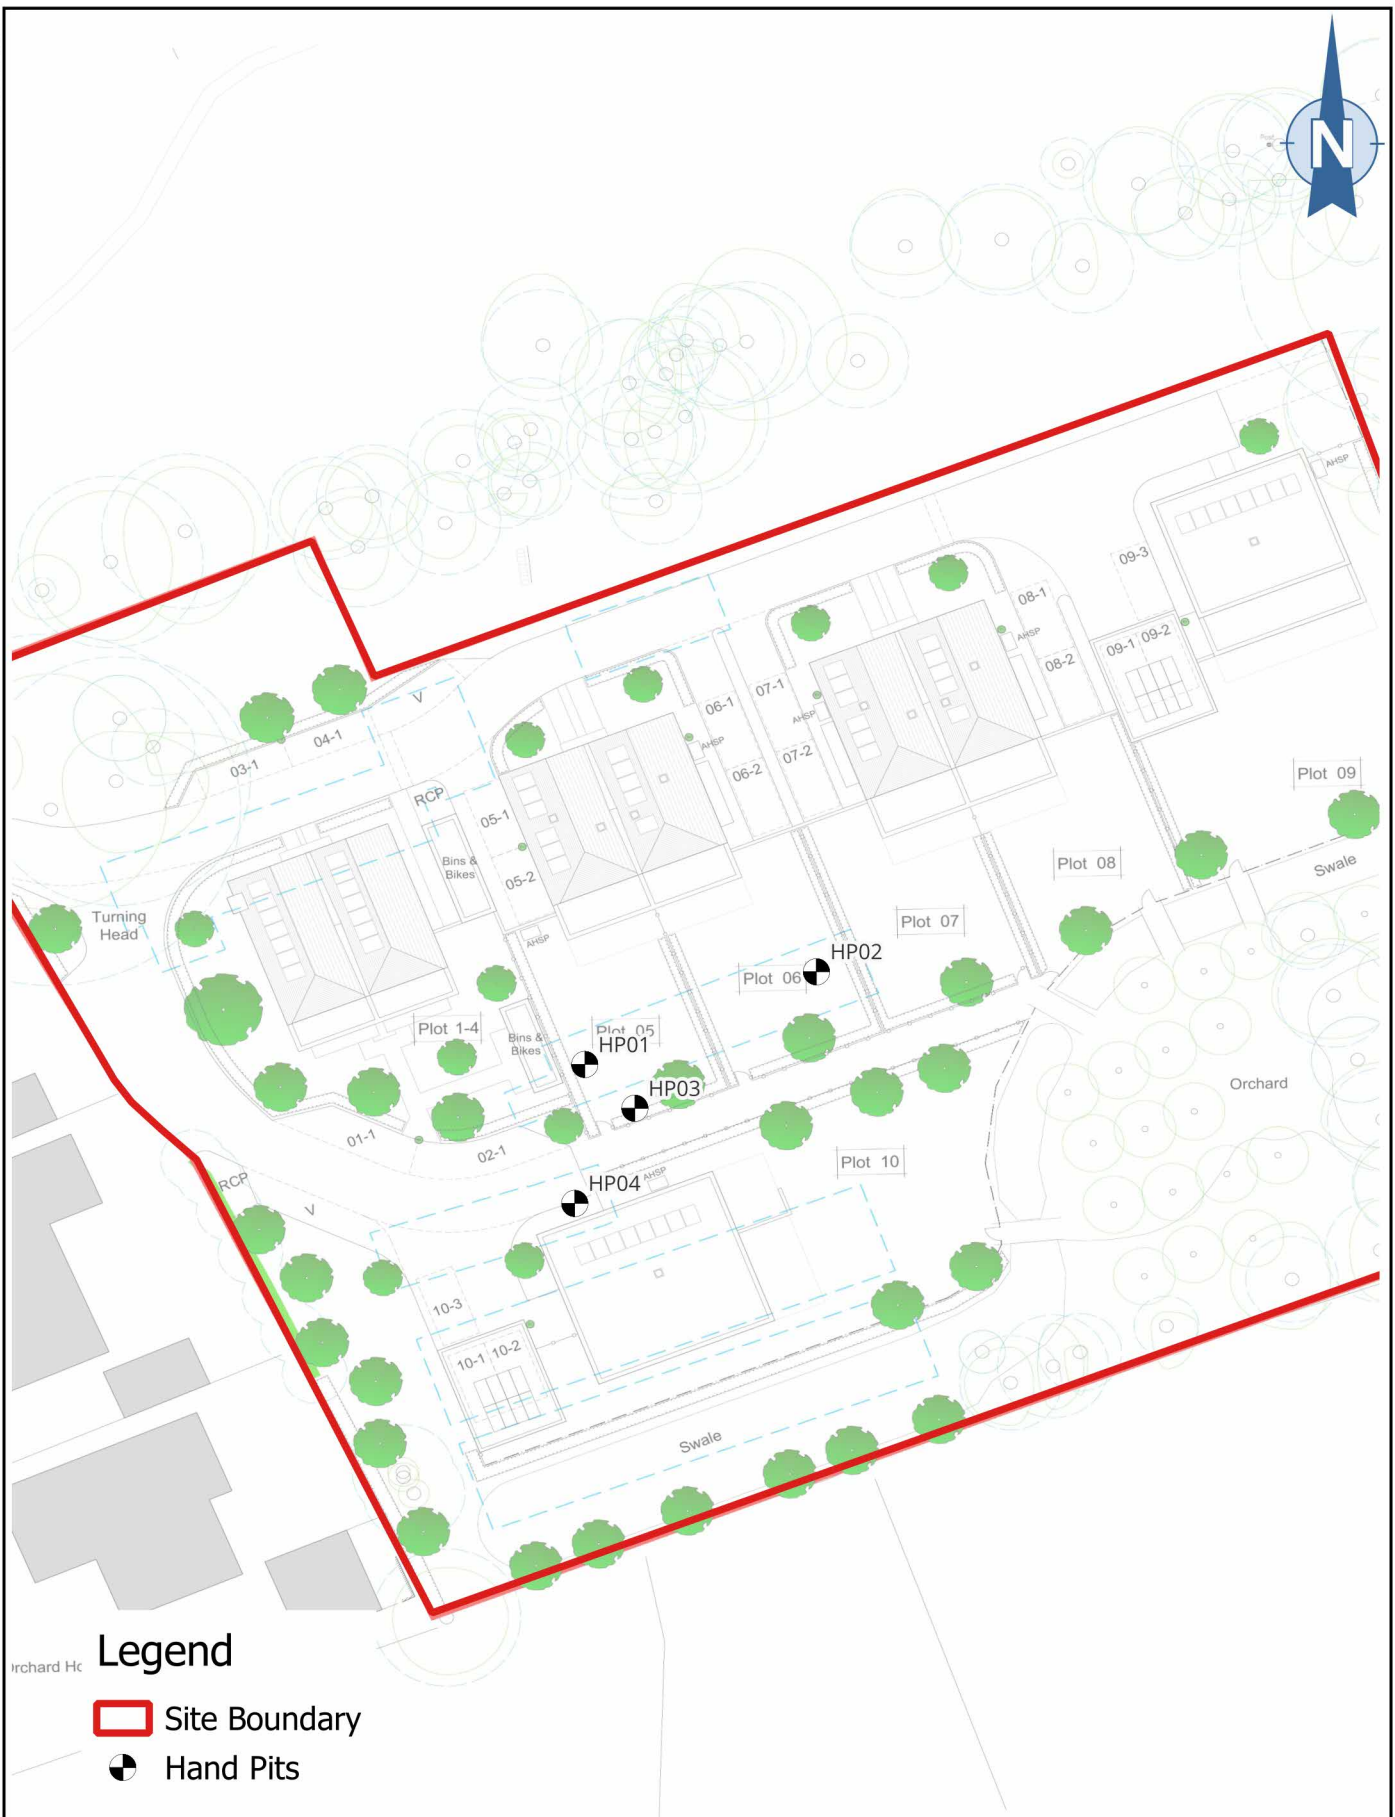 N
09-3
AHSP
08-1
AHSP
09-1 09-2
08-2
V
07-1
06-1
AHSP
04-1
AHSP
07-2
03-1
06-2
RCP
05-1
Plot 09
Bins &
Bikes
Plot 08
Swale
05-2
Turning
Head
Plot 07
AHSP
HP02
Plot 06
Plot 1-4
Plot 05
Bins &
Bikes
HP01
Orchard
HP03
01-1
02-1
Plot 10
AHSP
RCP
HP04
V
10-3
10-1 10-2
Swale
Legend
rchard Ho
Site Boundary
Hand Pits